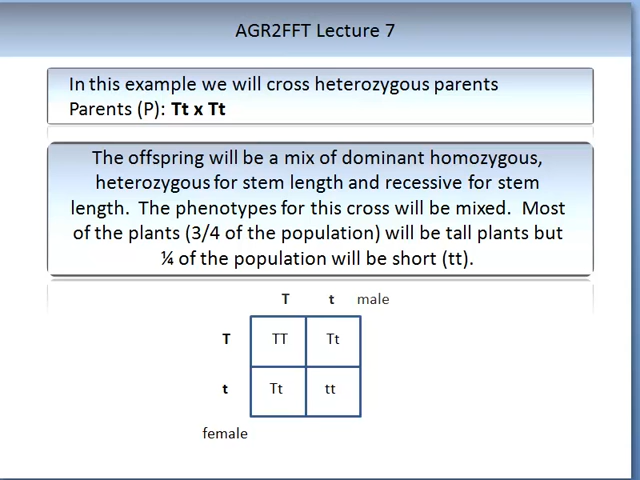 AGR2FFT Lecture 7
In this example we will cross heterozygous parents
Parents (P): Tt x Tt
The offspring will be a mix of dominant homozygous,
heterozygous for stem length and recessive for stem
length. The phenotypes for this cross will be mixed. Most
of the plants (3/4 of the population) will be tall plants but
¼ of the population will be short (tt).
T t male
T TT Tt
t Tt tt
female